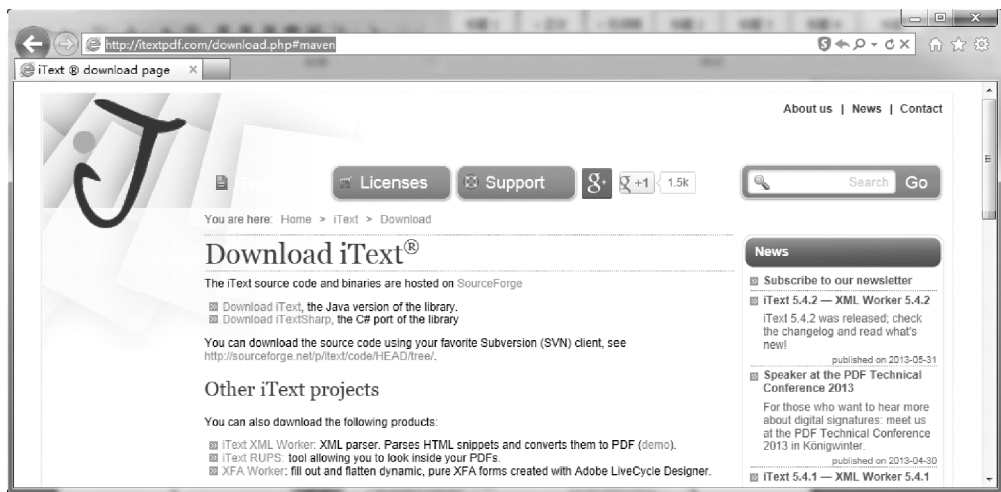 http://itextpdf.com/download.php#maven
iText ® download page
About us | News | Contact
Licenses
Support
g+
+1
1.5k
Search
Go
You are here: Home > iText > Download
Download iText®
The iText source code and binaries are hosted on SourceForge
Download iText, the Java version of the library.
Download iTextSharp, the C# port of the library
You can download the source code using your favorite Subversion (SVN) client, see
http://sourceforge.net/p/itext/code/HEAD/tree/.
Other iText projects
You can also download the following products:
iText XML Worker: XML parser. Parses HTML snippets and converts them to PDF (demo).
iText RUPS: tool allowing you to look inside your PDFs.
XFA Worker: fill out and flatten dynamic, pure XFA forms created with Adobe LiveCycle Designer.
News
Subscribe to our newsletter
iText 5.4.2 — XML Worker 5.4.2
iText 5.4.2 was released; check
the changelog and read what's
new!
published on 2013-05-31
Speaker at the PDF Technical
Conference 2013
For those who want to hear more
about digital signatures: meet us
at the PDF Technical Conference
2013 in Königwinter.
published on 2013-04-30
iText 5.4.1 — XML Worker 5.4.1